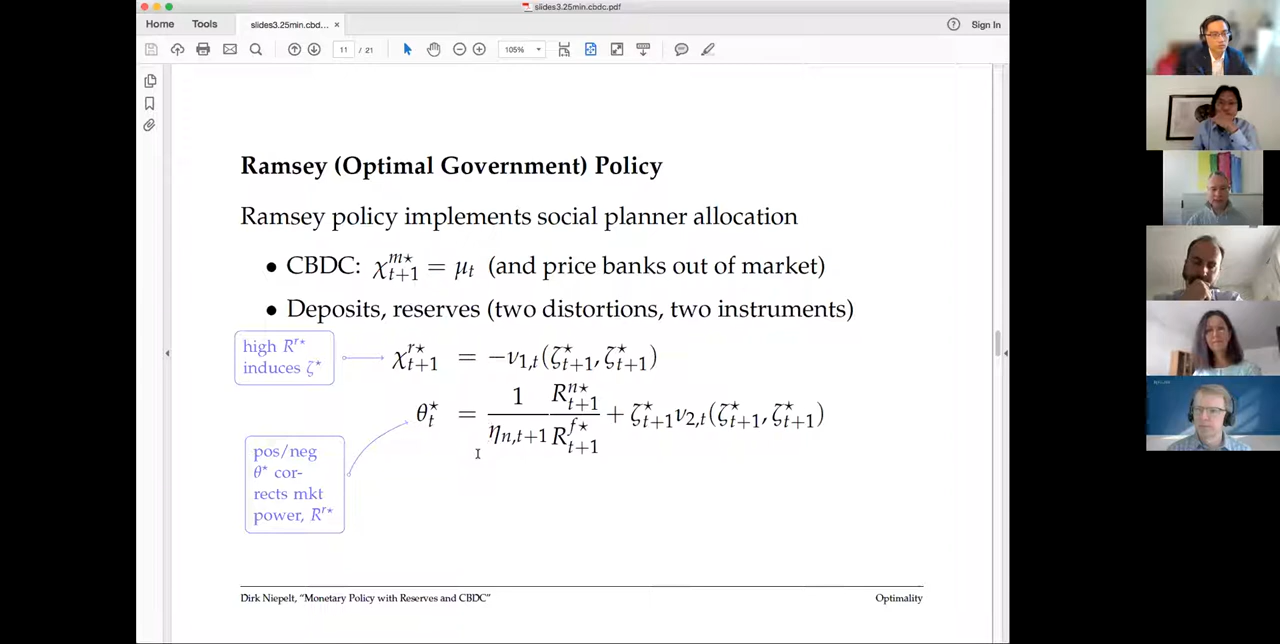 slides3.25min.cbdc.pdf
Home Tools slides3.25min.cbd... × Sign In
11 / 21 105%
Ramsey (Optimal Government) Policy
Ramsey policy implements social planner allocation
• CBDC: χ^{m⋆}_{t+1} = μ_t (and price banks out of market)
• Deposits, reserves (two distortions, two instruments)
high R^{r⋆}
induces ζ^⋆
χ^{r⋆}_{t+1} = −ν_{1,t}(ζ^⋆_{t+1}, ζ^⋆_{t+1})
θ^⋆_t = \frac{1}{η_{n,t+1}} \frac{R^{n⋆}_{t+1}}{R^{f⋆}_{t+1}} + ζ^⋆_{t+1}ν_{2,t}(ζ^⋆_{t+1}, ζ^⋆_{t+1})
pos/neg
θ^⋆ cor-
rects mkt
power, R^{r⋆}
Dirk Niepelt, "Monetary Policy with Reserves and CBDC" Optimality